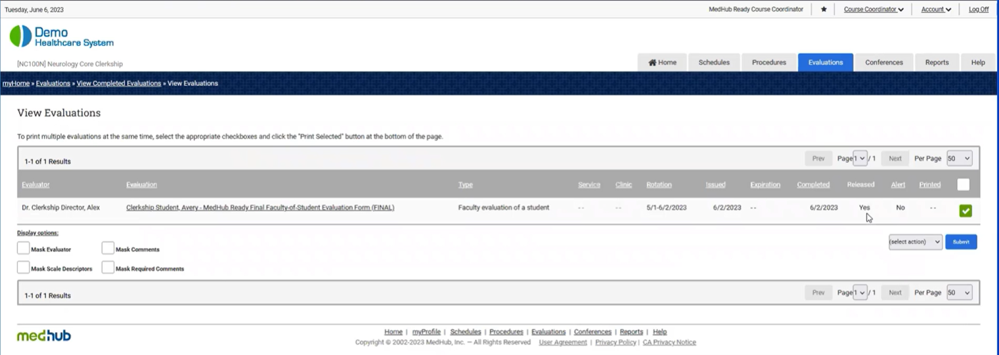 Tuesday, June 6, 2023
MedHub Ready Course Coordinator
Course Coordinator
Account
Log Off
Demo
Healthcare System
[NC100N] Neurology Core Clerkship
Home
Schedules
Procedures
Evaluations
Conferences
Reports
Help
myHome » Evaluations » View Completed Evaluations » View Evaluations
View Evaluations
To print multiple evaluations at the same time, select the appropriate checkboxes and click the "Print Selected" button at the bottom of the page.
1-1 of 1 Results
Prev Page 1 / 1 Next Per Page 50
Evaluator Evaluation Type Service Clinic Rotation Issued Expiration Completed Released Alert Printed
Dr. Clerkship Director, Alex Clerkship Student, Avery - MedHub Ready Final Faculty-of-Student Evaluation Form (FINAL) Faculty evaluation of a student -- -- 5/1-6/2/2023 6/2/2023 -- 6/2/2023 Yes No --
Display options:
Mask Evaluator Mask Comments
(select action) Submit
Mask Scale Descriptors Mask Required Comments
1-1 of 1 Results
Prev Page 1 / 1 Next Per Page 50
medhub
Home | myProfile | Schedules | Procedures | Evaluations | Conferences | Reports | Help
Copyright © 2002-2023 MedHub, Inc. — All Rights Reserved User Agreement | Privacy Policy | CA Privacy Notice